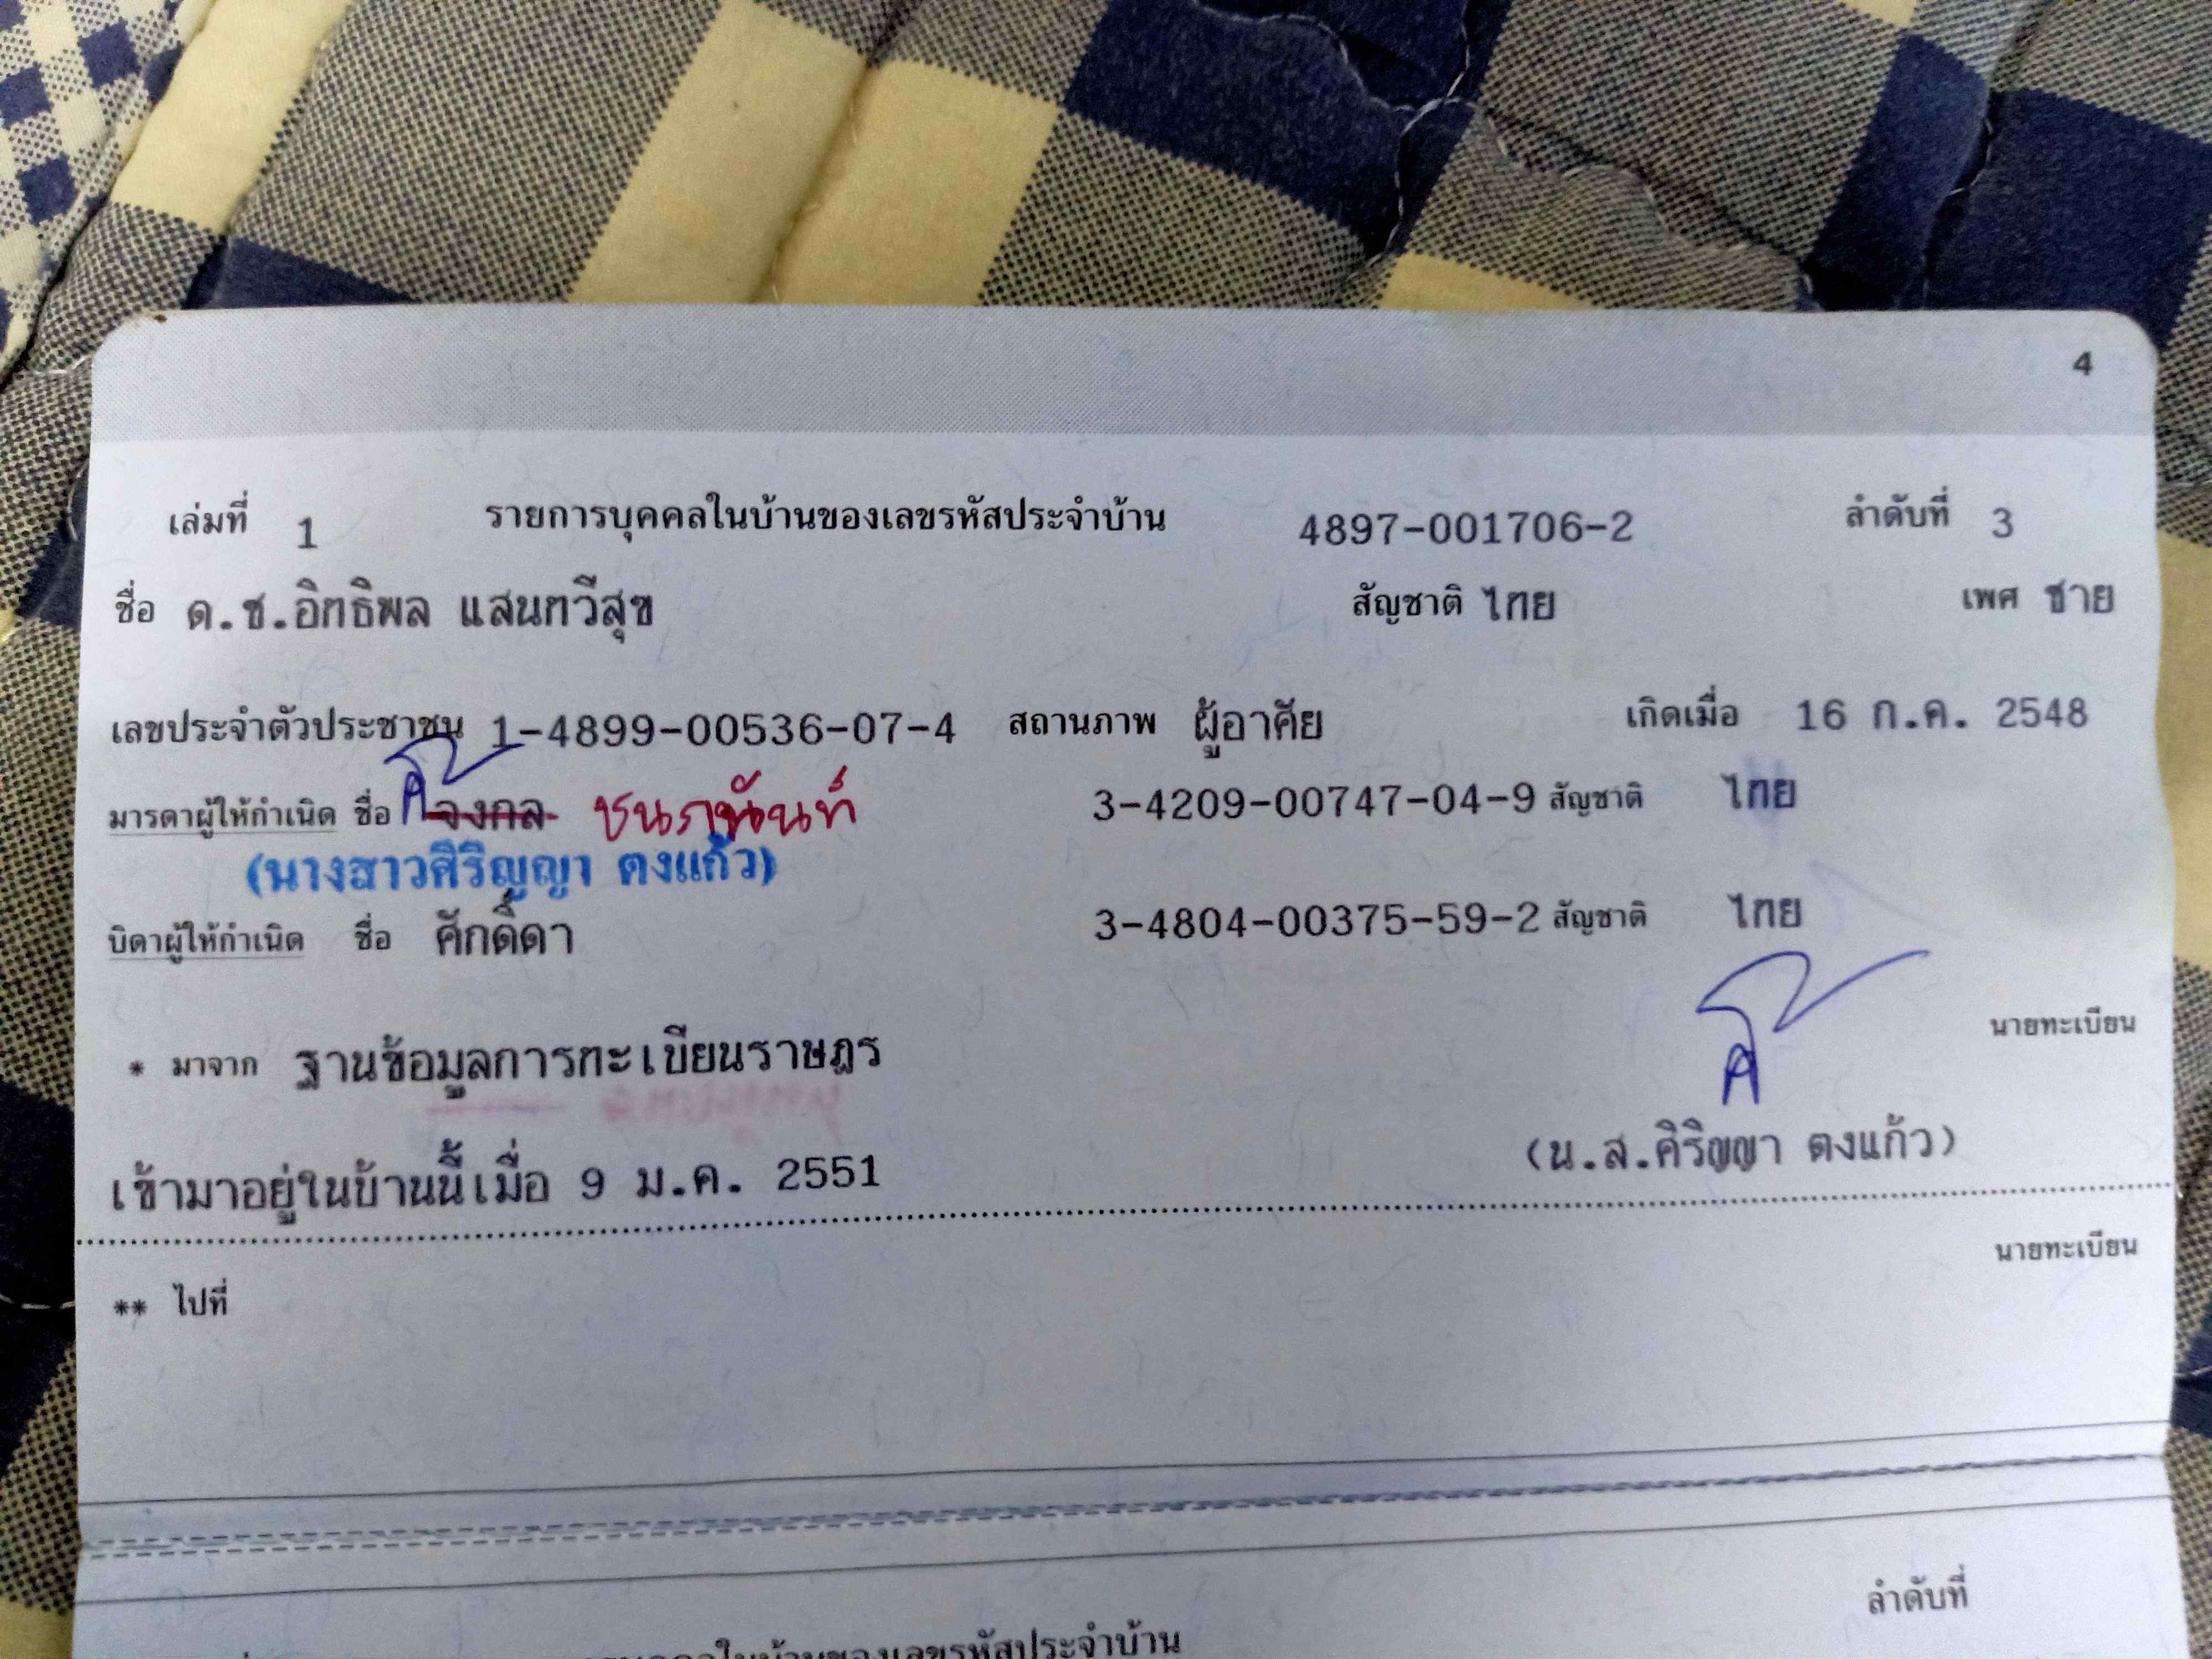 4
เล่มที่ 1 รายการบุคคลในบ้านของเลขรหัสประจำบ้าน 4897-001706-2 ลำดับที่ 3
ชื่อ ด.ช.อิทธิพล แสนทวีสุข สัญชาติ ไทย เพศ ชาย
เลขประจำตัวประชาชน 1-4899-00536-07-4 สถานภาพ ผู้อาศัย เกิดเมื่อ 16 ก.ค. 2548
มารดาผู้ให้กำเนิด ชื่อ จงกล 3-4209-00747-04-9 สัญชาติ ไทย
(นางสาวศิริญญา ตงแก้ว)
บิดาผู้ให้กำเนิด ชื่อ ศักดิ์ดา 3-4804-00375-59-2 สัญชาติ ไทย
* มาจาก ฐานข้อมูลการทะเบียนราษฎร นายทะเบียน
(น.ส.ศิริญญา ตงแก้ว)
เข้ามาอยู่ในบ้านนี้เมื่อ 9 ม.ค. 2551
นายทะเบียน
** ไปที่
ลำดับที่
ในบ้านของเลขรหัสประจำบ้าน